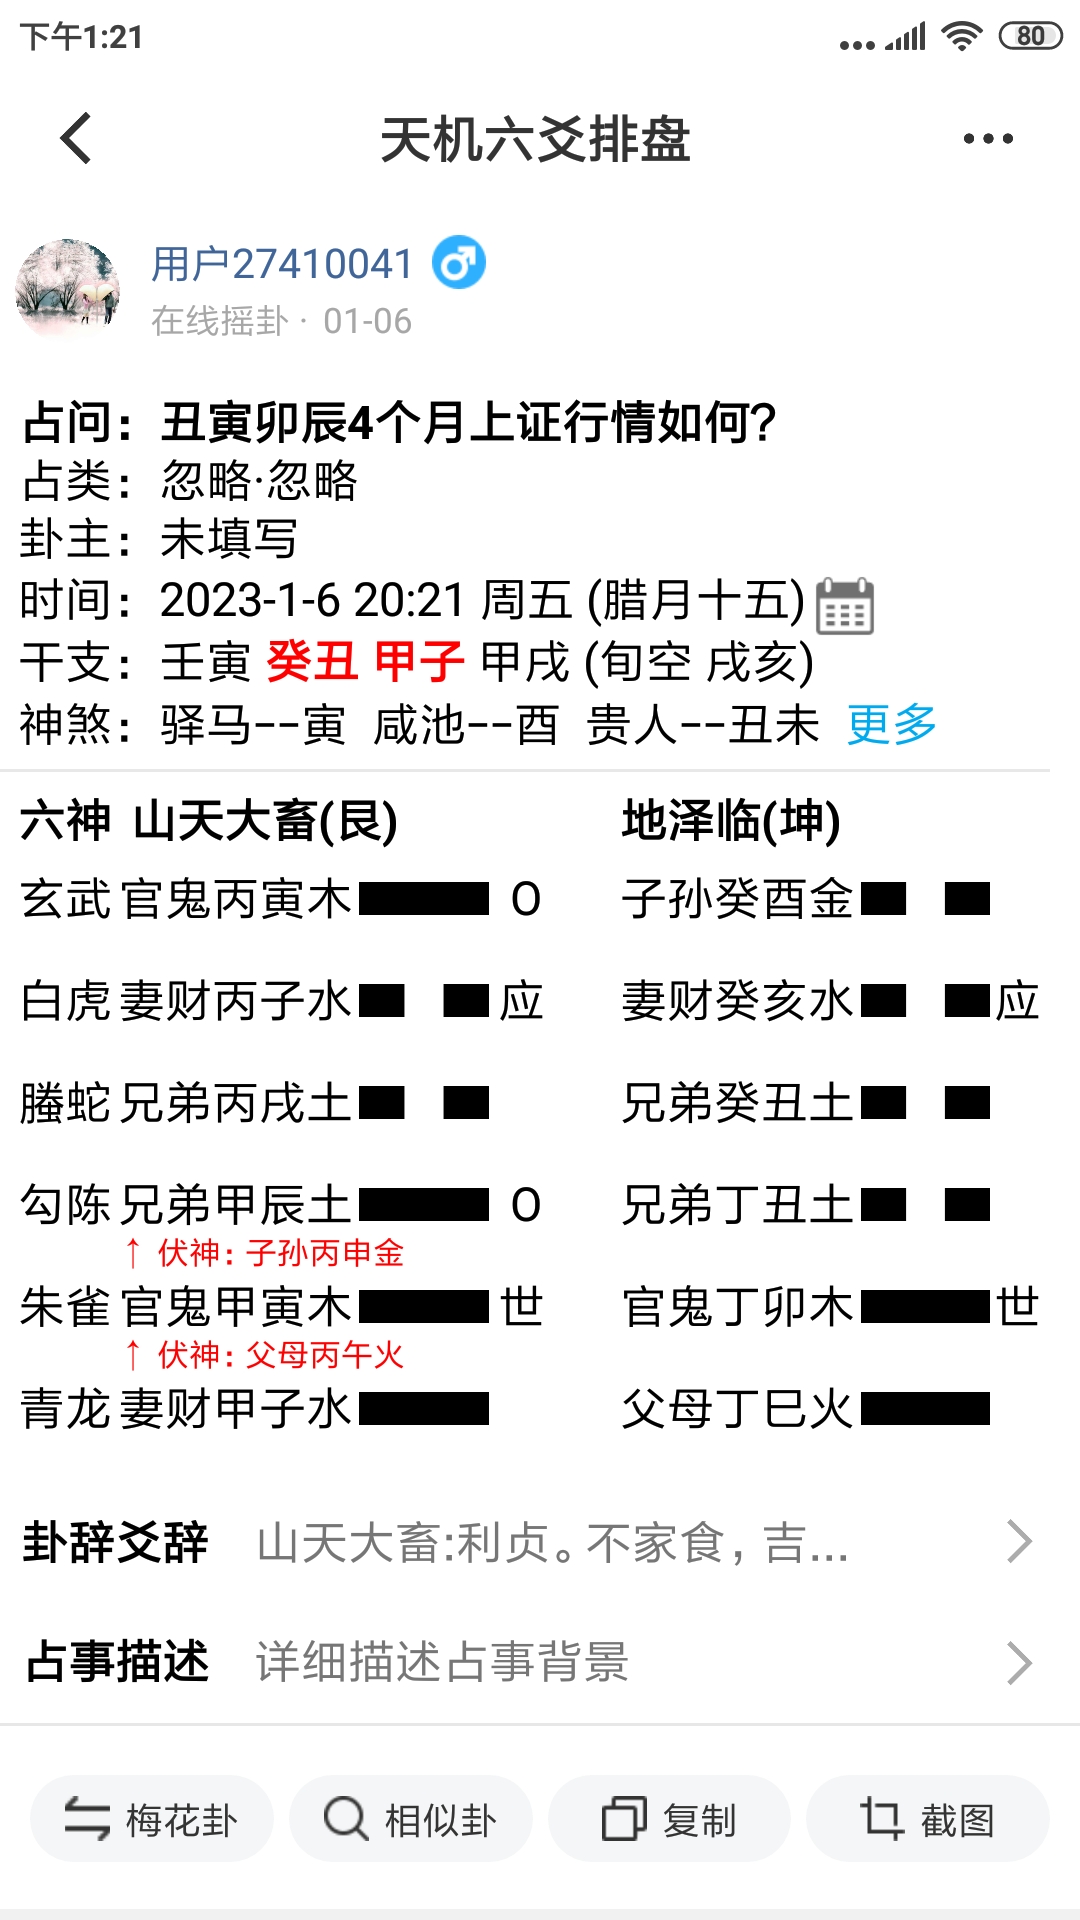 下午1:21
80
天机六爻排盘
用户27410041
在线摇卦 · 01-06
占问：丑寅卯辰4个月上证行情如何?
占类：忽略·忽略
卦主：未填写
时间：2023-1-6 20:21 周五 (腊月十五)
干支：壬寅 癸丑 甲子 甲戌 (旬空 戌亥)
神煞：驿马--寅 咸池--酉 贵人--丑未 更多
六神 山天大畜(艮) 地泽临(坤)
玄武 官鬼丙寅木 O 子孙癸酉金
白虎 妻财丙子水 应 妻财癸亥水 应
螣蛇 兄弟丙戌土 兄弟癸丑土
勾陈 兄弟甲辰土 O 兄弟丁丑土
↑ 伏神: 子孙丙申金
朱雀 官鬼甲寅木 世 官鬼丁卯木 世
↑ 伏神: 父母丙午火
青龙 妻财甲子水 父母丁巳火
卦辞爻辞 山天大畜:利贞。不家食，吉...
占事描述 详细描述占事背景
梅花卦 相似卦 复制 截图